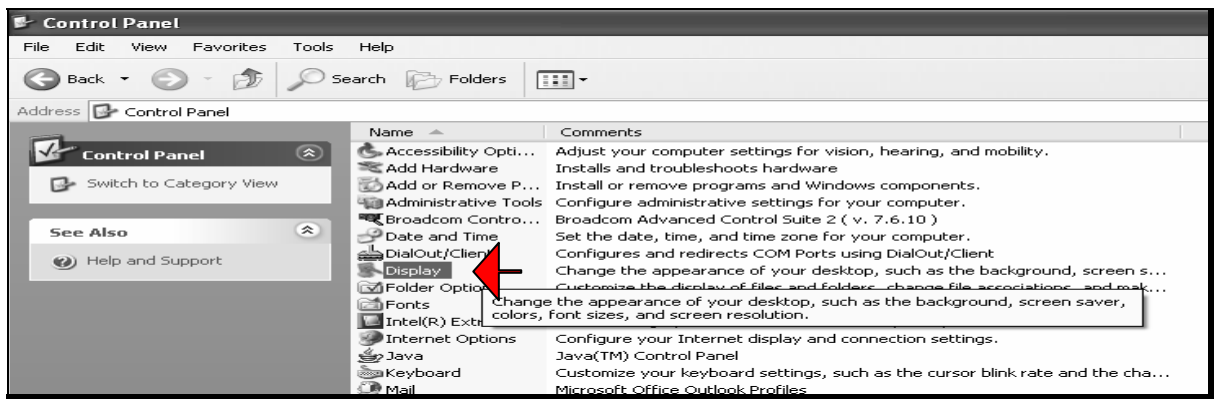 Control Panel
File Edit View Favorites Tools Help
Back Search Folders
Address Control Panel
Control Panel
Switch to Category View
See Also
Help and Support
Name Comments
Accessibility Opti... Adjust your computer settings for vision, hearing, and mobility.
Add Hardware Installs and troubleshoots hardware
Add or Remove P... Install or remove programs and Windows components.
Administrative Tools Configure administrative settings for your computer.
Broadcom Contro... Broadcom Advanced Control Suite 2 ( v. 7.6.10 )
Date and Time Set the date, time, and time zone for your computer.
DialOut/Client Configures and redirects COM Ports using DialOut/Client
Display Change the appearance of your desktop, such as the background, screen s...
Folder Optio Customize the display of files and folders, change file associations, and mak...
Fonts
Change the appearance of your desktop, such as the background, screen saver,
colors, font sizes, and screen resolution.
Intel(R) Extr
Internet Options Configure your Internet display and connection settings.
Java Java(TM) Control Panel
Keyboard Customize your keyboard settings, such as the cursor blink rate and the cha...
Mail Microsoft Office Outlook Profiles